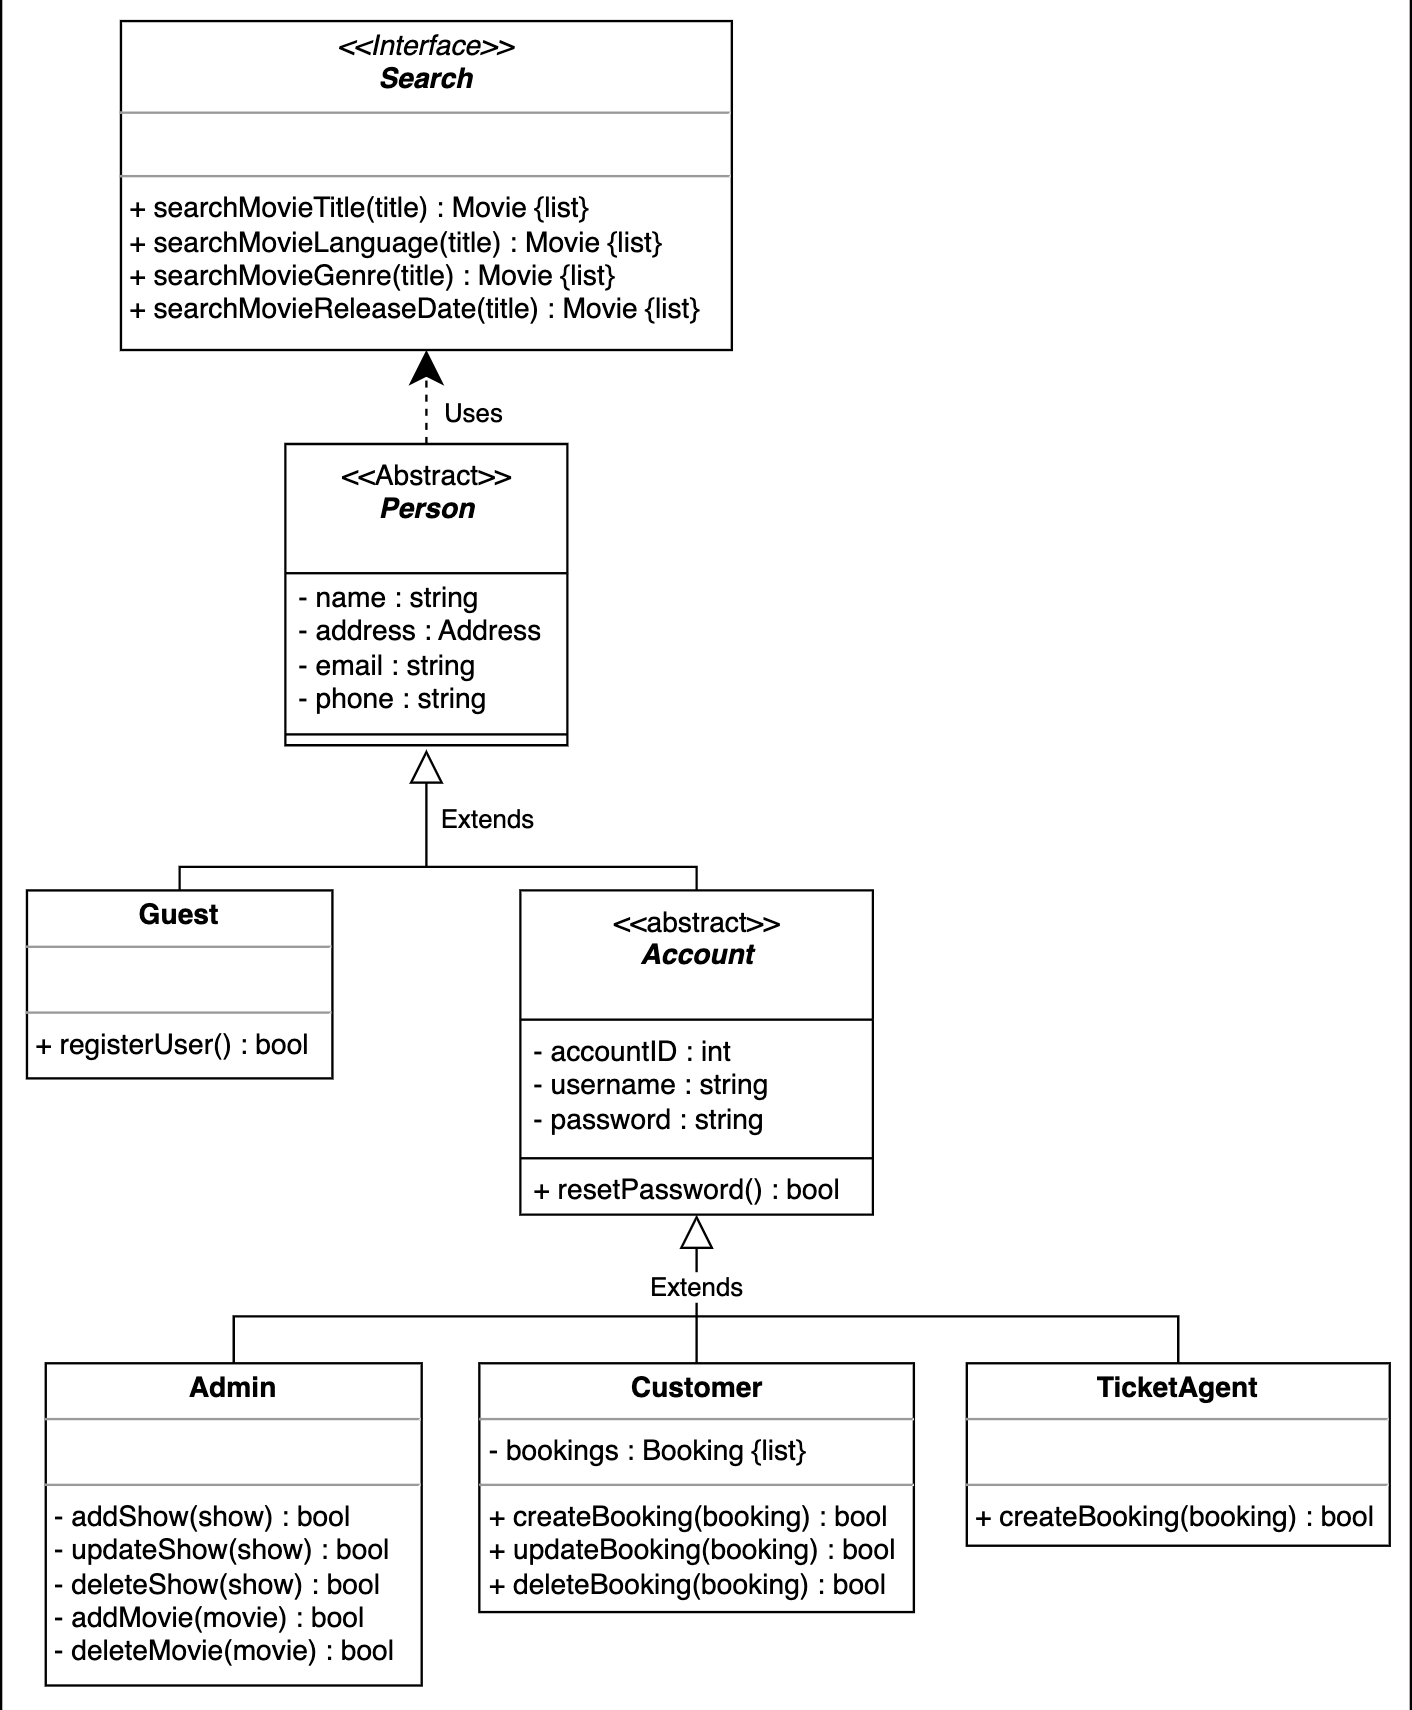 <<Interface>>
Search
+ searchMovieTitle(title) : Movie {list}
+ searchMovieLanguage(title) : Movie {list}
+ searchMovieGenre(title) : Movie {list}
+ searchMovieReleaseDate(title) : Movie {list}
Uses
<<Abstract>>
Person
- name : string
- address : Address
- email : string
- phone : string
Extends
Guest
+ registerUser() : bool
<<abstract>>
Account
- accountID : int
- username : string
- password : string
+ resetPassword() : bool
Extends
Admin
- addShow(show) : bool
- updateShow(show) : bool
- deleteShow(show) : bool
- addMovie(movie) : bool
- deleteMovie(movie) : bool
Customer
- bookings : Booking {list}
+ createBooking(booking) : bool
+ updateBooking(booking) : bool
+ deleteBooking(booking) : bool
TicketAgent
+ createBooking(booking) : bool